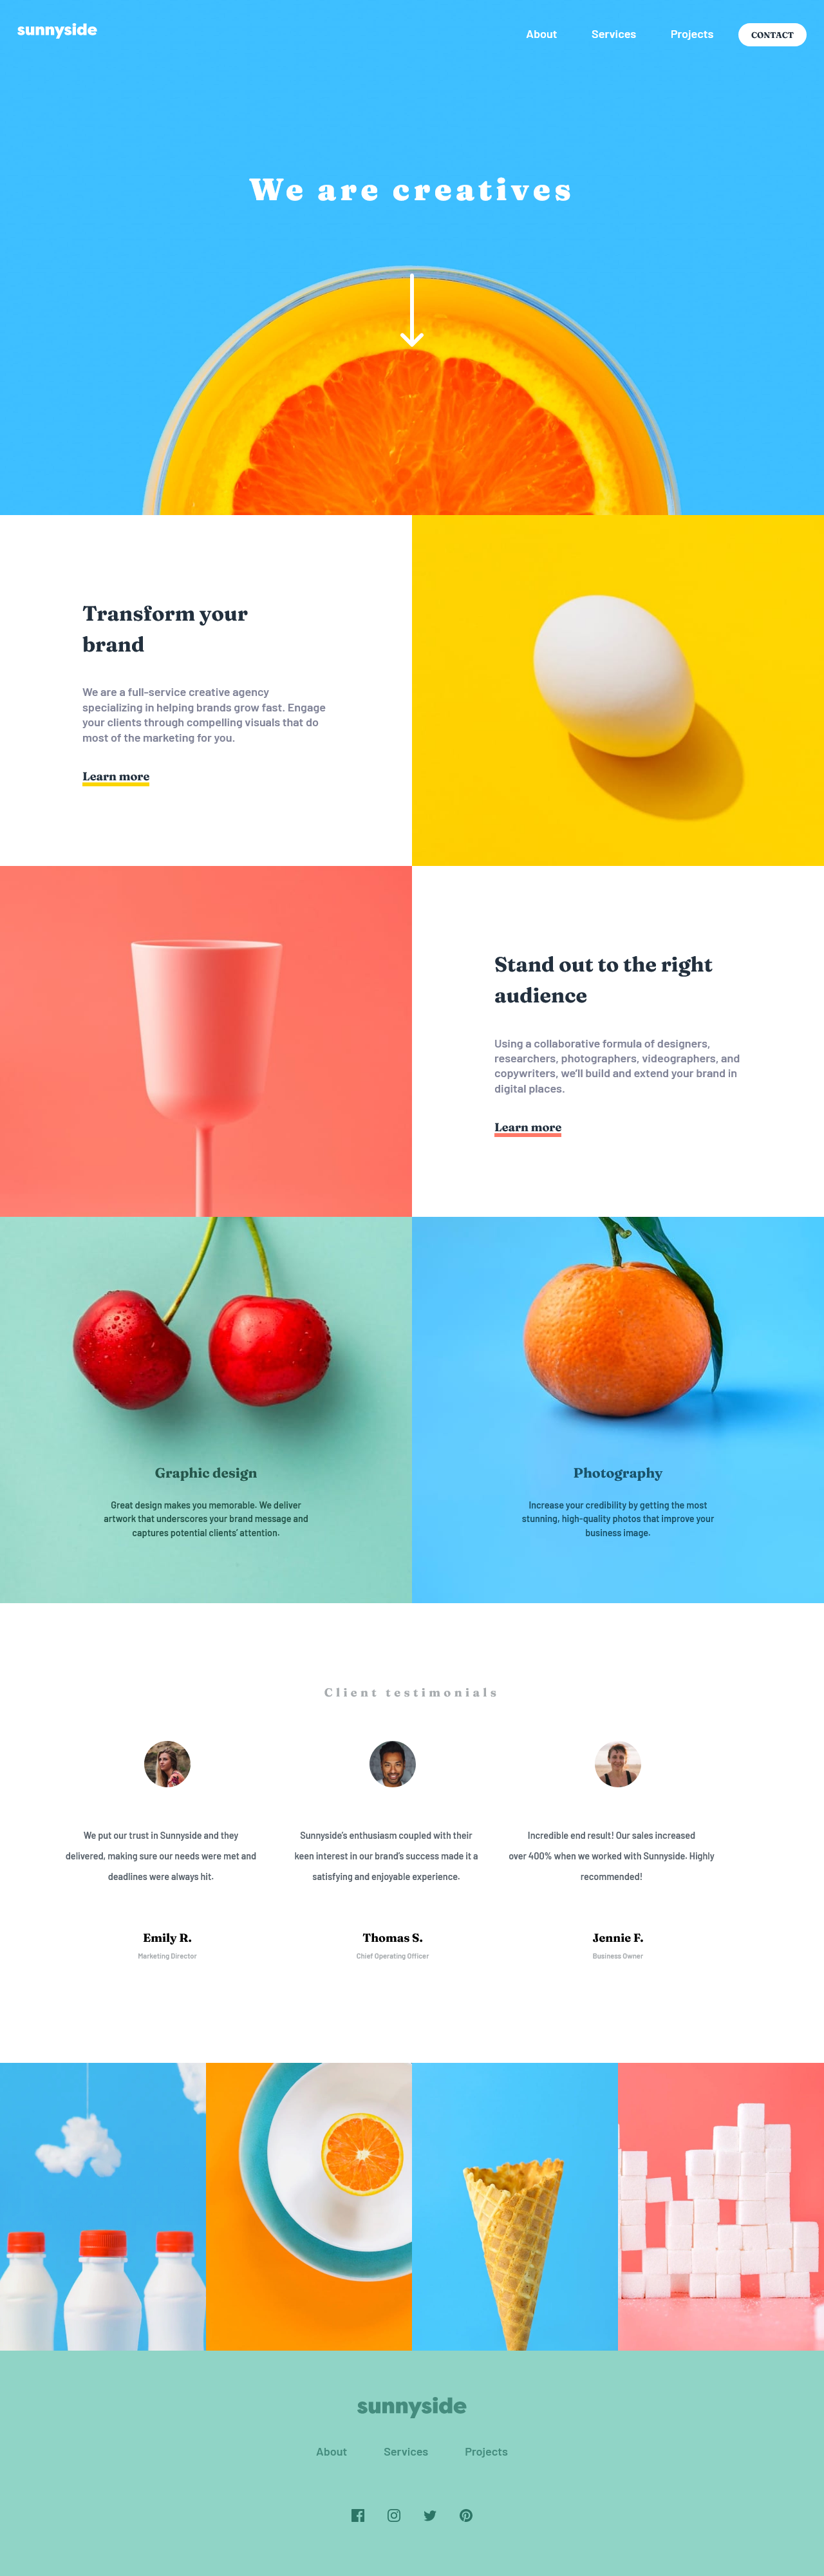 sunnyside
About Services Projects CONTACT
We are creatives
Transform your
brand
We are a full-service creative agency
specializing in helping brands grow fast. Engage
your clients through compelling visuals that do
most of the marketing for you.
Learn more
Stand out to the right
audience
Using a collaborative formula of designers,
researchers, photographers, videographers, and
copywriters, we'll build and extend your brand in
digital places.
Learn more
Graphic design
Great design makes you memorable. We deliver
artwork that underscores your brand message and
captures potential clients' attention.
Photography
Increase your credibility by getting the most
stunning, high-quality photos that improve your
business image.
Client testimonials
We put our trust in Sunnyside and they
delivered, making sure our needs were met and
deadlines were always hit.
Emily R.
Marketing Director
Sunnyside's enthusiasm coupled with their
keen interest in our brand's success made it a
satisfying and enjoyable experience.
Thomas S.
Chief Operating Officer
Incredible end result! Our sales increased
over 400% when we worked with Sunnyside. Highly
recommended!
Jennie F.
Business Owner
sunnyside
About Services Projects